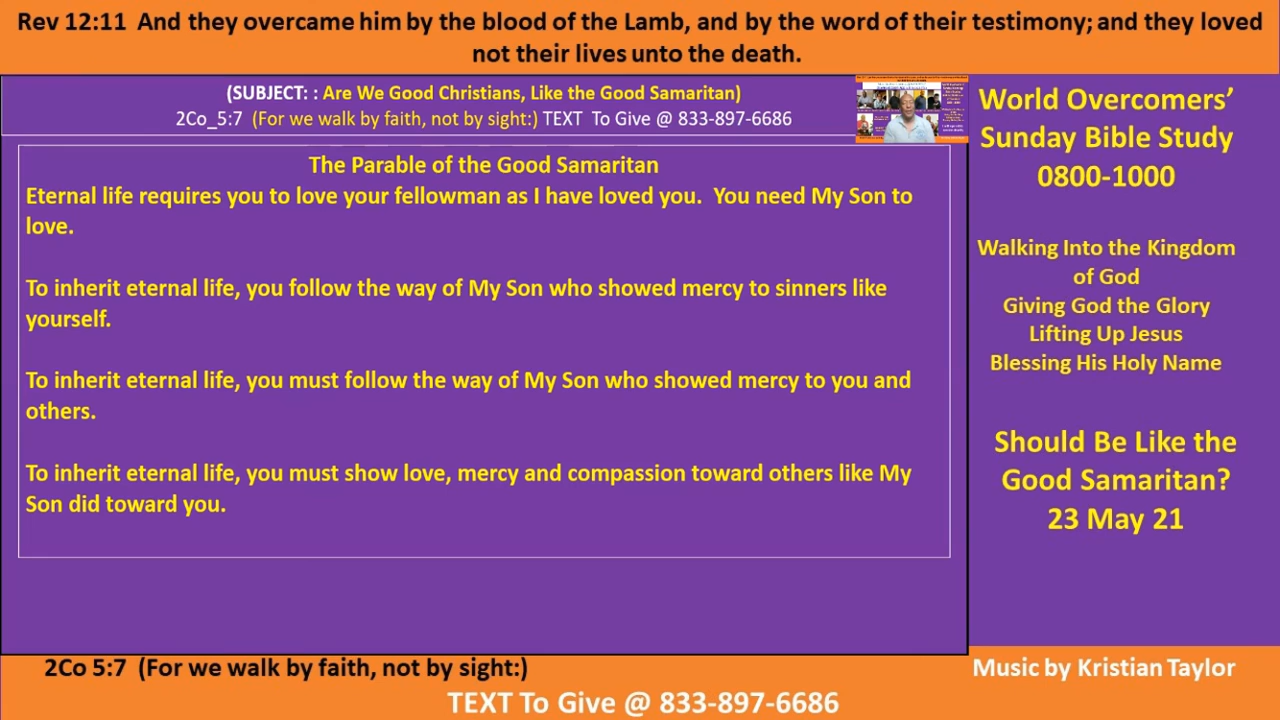 Rev 12:11  And they overcame him by the blood of the Lamb, and by the word of their testimony; and they loved
not their lives unto the death.
(SUBJECT: : Are We Good Christians, Like the Good Samaritan)
2Co_5:7  (For we walk by faith, not by sight:) TEXT  To Give @ 833-897-6686
The Parable of the Good Samaritan
Eternal life requires you to love your fellowman as I have loved you.  You need My Son to
love.
To inherit eternal life, you follow the way of My Son who showed mercy to sinners like
yourself.
To inherit eternal life, you must follow the way of My Son who showed mercy to you and
others.
To inherit eternal life, you must show love, mercy and compassion toward others like My
Son did toward you.
World Overcomers’
Sunday Bible Study
0800-1000
Walking Into the Kingdom
of God
Giving God the Glory
Lifting Up Jesus
Blessing His Holy Name
Should Be Like the
Good Samaritan?
23 May 21
2Co 5:7  (For we walk by faith, not by sight:)
Music by Kristian Taylor
TEXT To Give @ 833-897-6686